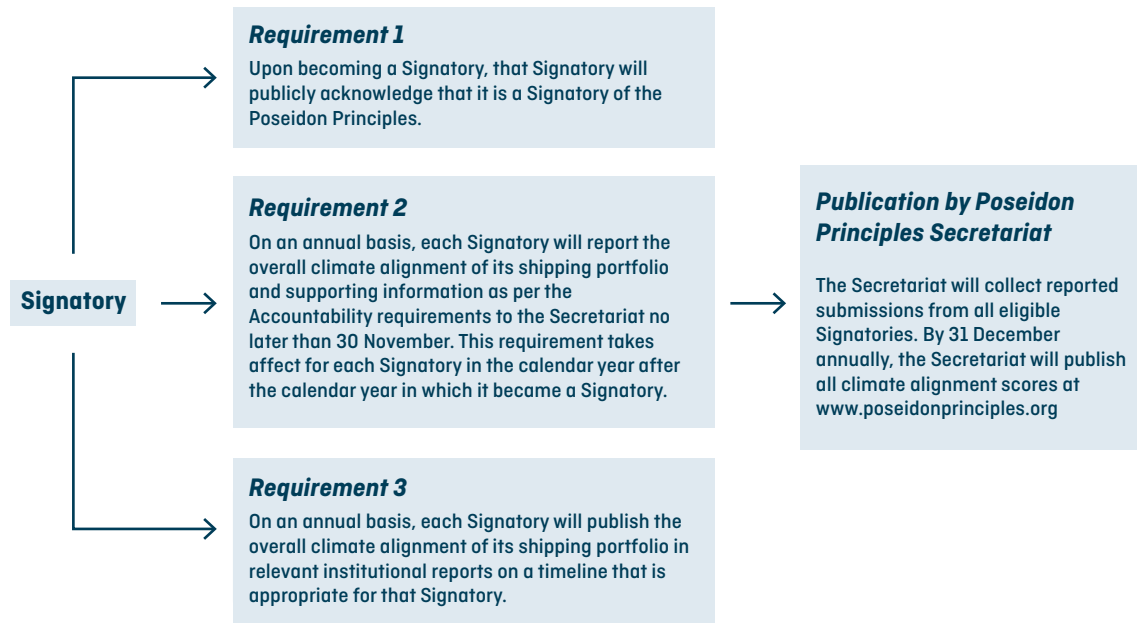 Requirement 1
Upon becoming a Signatory, that Signatory will
publicly acknowledge that it is a Signatory of the
Poseidon Principles.
Signatory
Requirement 2
On an annual basis, each Signatory will report the
overall climate alignment of its shipping portfolio
and supporting information as per the
Accountability requirements to the Secretariat no
later than 30 November. This requirement takes
affect for each Signatory in the calendar year after
the calendar year in which it became a Signatory.
Requirement 3
On an annual basis, each Signatory will publish the
overall climate alignment of its shipping portfolio in
relevant institutional reports on a timeline that is
appropriate for that Signatory.
Publication by Poseidon
Principles Secretariat
The Secretariat will collect reported
submissions from all eligible
Signatories. By 31 December
annually, the Secretariat will publish
all climate alignment scores at
www.poseidonprinciples.org